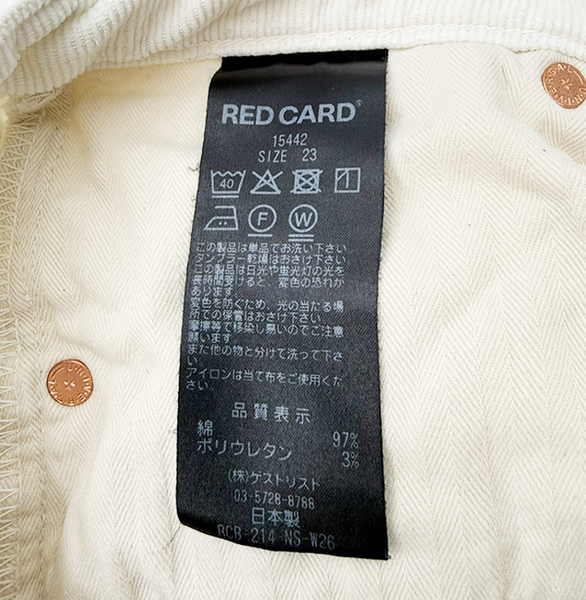 RED CARD®
15442
SIZE 23
40
F W
この製品は単品でお洗い下さい
タンブラー乾燥はおさけ下さい
この製品は日光や蛍光灯の光を
長時間受けると、変色の恐れが
あります
変色を防ぐため、光の当たる場
所での保管はおさけ下さい
摩擦等で移染し易いのでご注意
願います
また他の物と分けて洗って下さ
い
アイロンは当て布をご使用くだ
さい
品質表示
綿 97%
ポリウレタン 3%
(株)ゲストリスト
03-5728-8788
日本製
RCB-214 NS-W26
UNIVERSAL